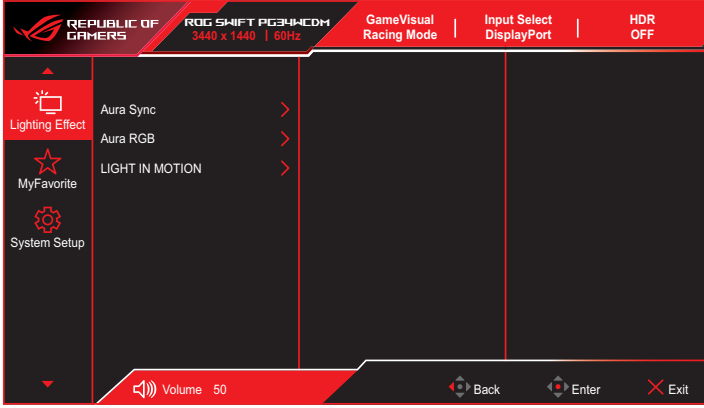 REPUBLIC OF
GAMERS
ROG SWIFT PG34WCDM
3440 x 1440 | 60Hz
GameVisual
Racing Mode
Input Select
DisplayPort
HDR
OFF
Lighting Effect
MyFavorite
System Setup
Aura Sync
Aura RGB
LIGHT IN MOTION
Volume 50
Back
Enter
Exit